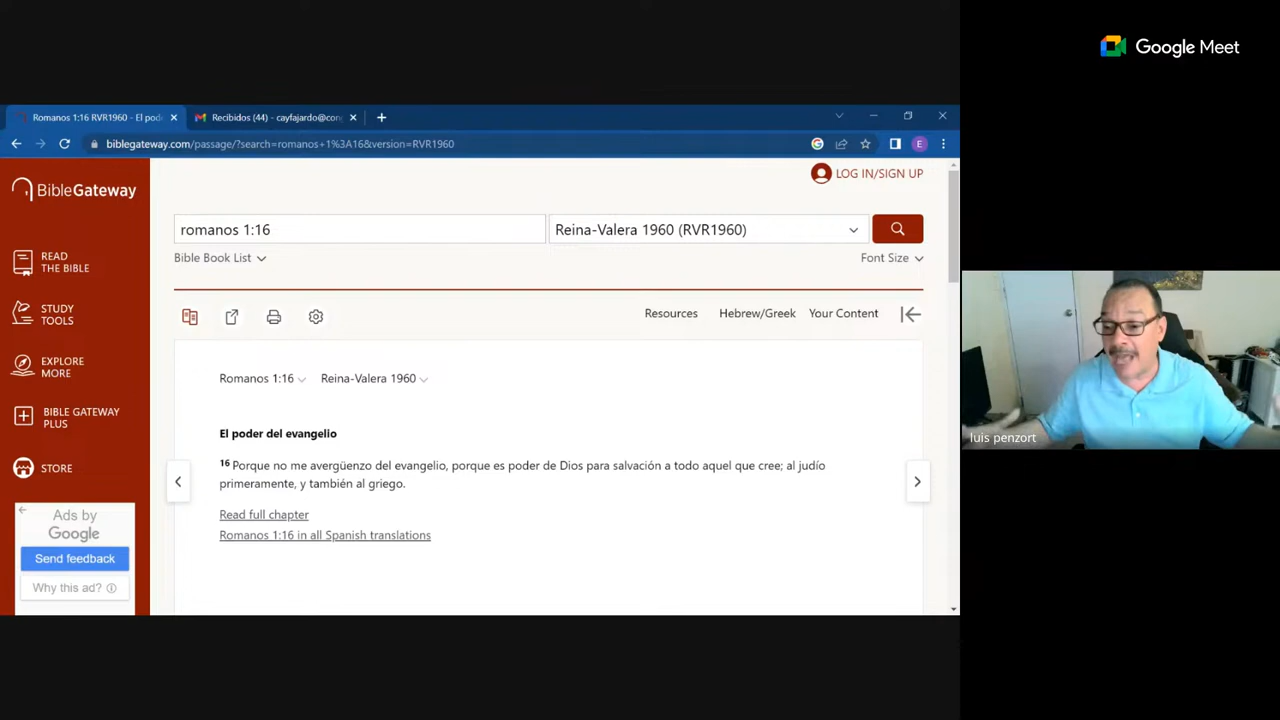 Google Meet
Romanos 1:16 RVR1960 - El pod
Recibidos (44) - cayfajardo@con
biblegateway.com/passage/?search=romanos+1%3A16&version=RVR1960
E
BibleGateway
LOG IN/SIGN UP
romanos 1:16
Reina-Valera 1960 (RVR1960)
Bible Book List
Font Size
READ
THE BIBLE
STUDY
TOOLS
EXPLORE
MORE
BIBLE GATEWAY
PLUS
STORE
Resources
Hebrew/Greek
Your Content
Romanos 1:16
Reina-Valera 1960
El poder del evangelio
16 Porque no me avergüenzo del evangelio, porque es poder de Dios para salvación a todo aquel que cree; al judío
primeramente, y también al griego.
Read full chapter
Romanos 1:16 in all Spanish translations
Ads by
Google
Send feedback
Why this ad?
luis penzort